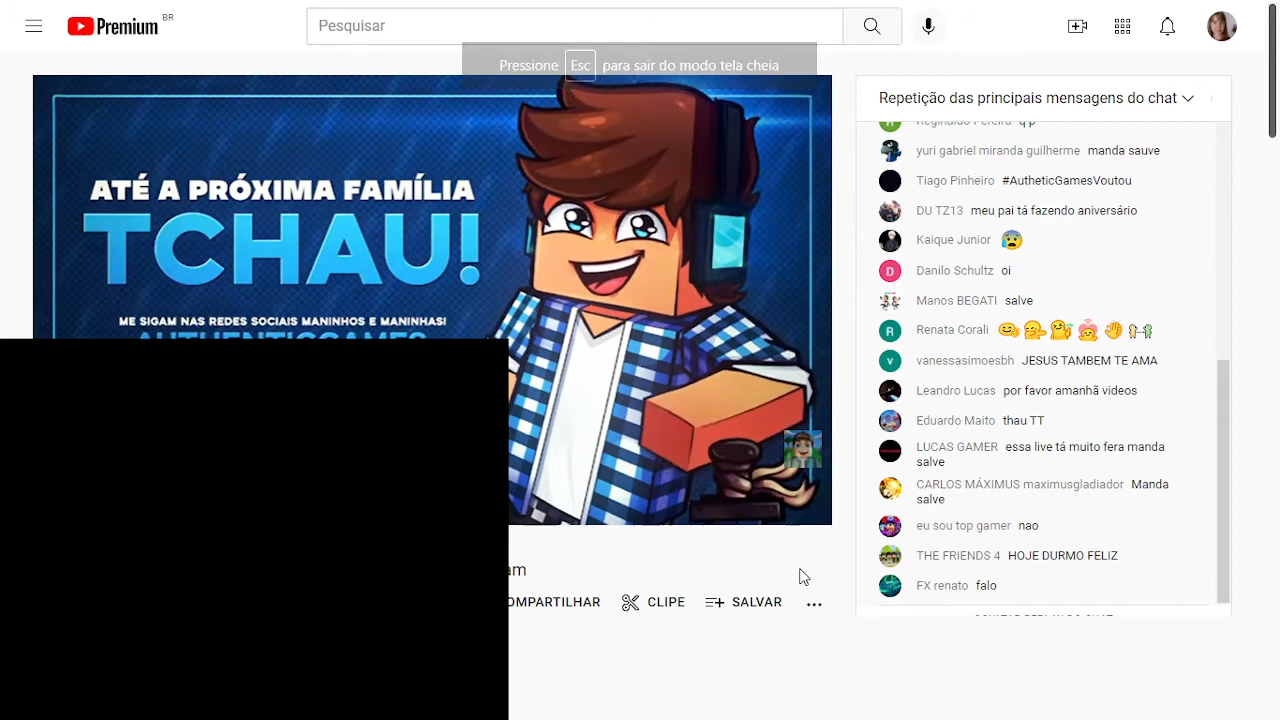 Premium BR
Pesquisar
Pressione Esc para sair do modo tela cheia
ATÉ A PRÓXIMA FAMÍLIA
TCHAU!
ME SIGAM NAS REDES SOCIAIS MANINHOS E MANINHAS!
AUTHENTICGAMES
am
OMPARTILHAR
CLIPE
SALVAR
Repetição das principais mensagens do chat
Reginaldo Pereira q p
yuri gabriel miranda guilherme manda sauve
Tiago Pinheiro #AutheticGamesVoutou
DU TZ13 meu pai tá fazendo aniversário
Kaique Junior 😰
D Danilo Schultz oi
Manos BEGATI salve
R Renata Corali
v vanessasimoesbh JESUS TAMBEM TE AMA
Leandro Lucas por favor amanhã videos
Eduardo Maito thau TT
LUCAS GAMER essa live tá muito fera manda
salve
CARLOS MÁXIMUS maximusgladiador Manda
salve
eu sou top gamer nao
THE FRIENDS 4 HOJE DURMO FELIZ
FX renato falo